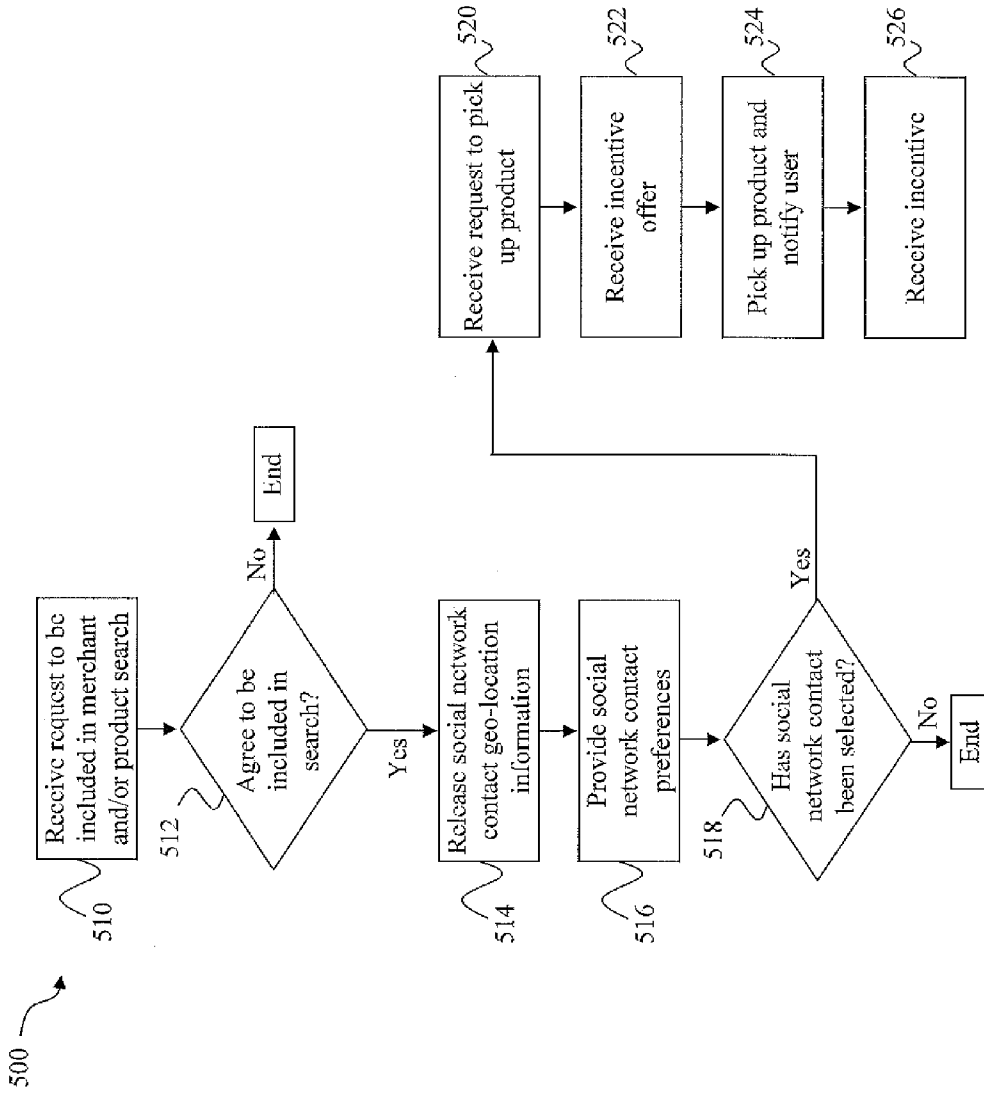 500
510
Receive request to be
included in merchant
and/or product search
512
Agree to be
included in
search?
No
End
Yes
514
Release social network
contact geo-location
information
516
Provide social
network contact
preferences
518
Has social
network contact
been selected?
No
End
Yes
520
Receive request to pick
up product
522
Receive incentive
offer
524
Pick up product and
notify user
526
Receive incentive